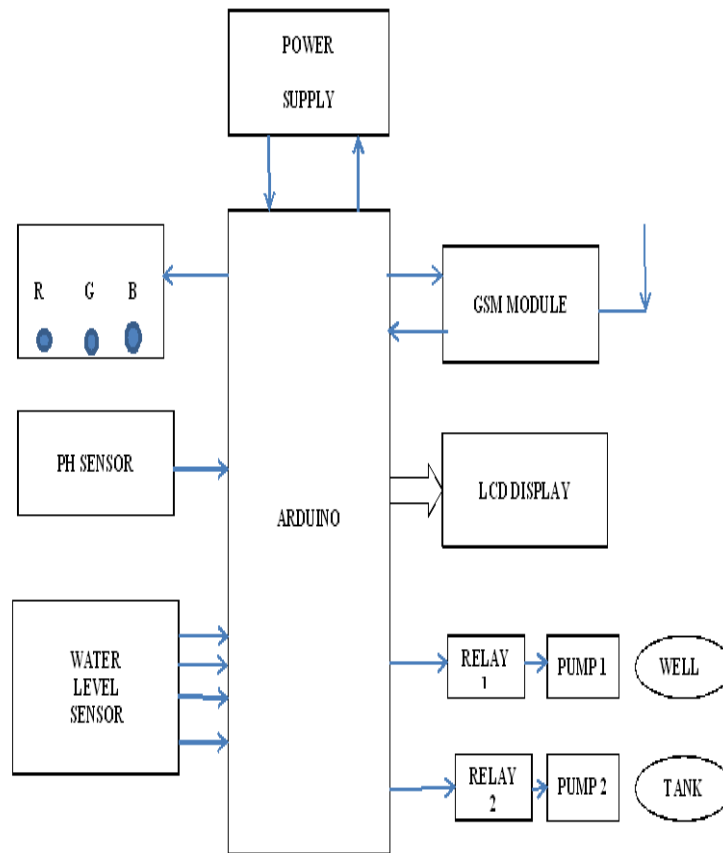 POWER
SUPPLY
R G B
GSM MODULE
PH SENSOR
LCD DISPLAY
ARDUINO
WATER
LEVEL
SENSOR
RELAY
1
PUMP 1
WELL
RELAY
2
PUMP 2
TANK